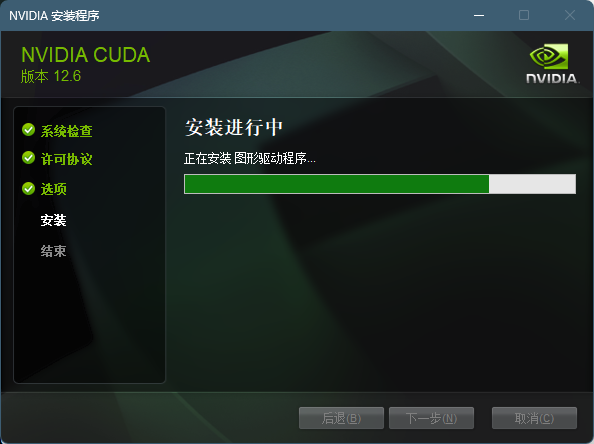 NVIDIA 安装程序
NVIDIA CUDA
版本 12.6
NVIDIA.
系统检查
许可协议
选项
安装
结束
安装进行中
正在安装 图形驱动程序...
后退(B)
下一步(N)
取消(C)